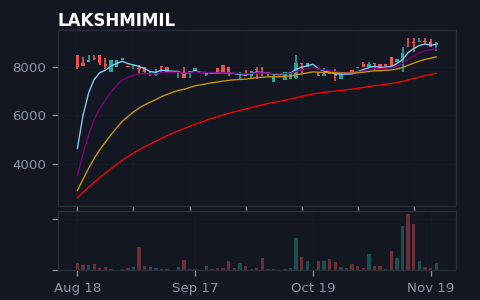 LAKSHMIMIL
8000
6000
4000
Aug 18
Sep 17
Oct 19
Nov 19